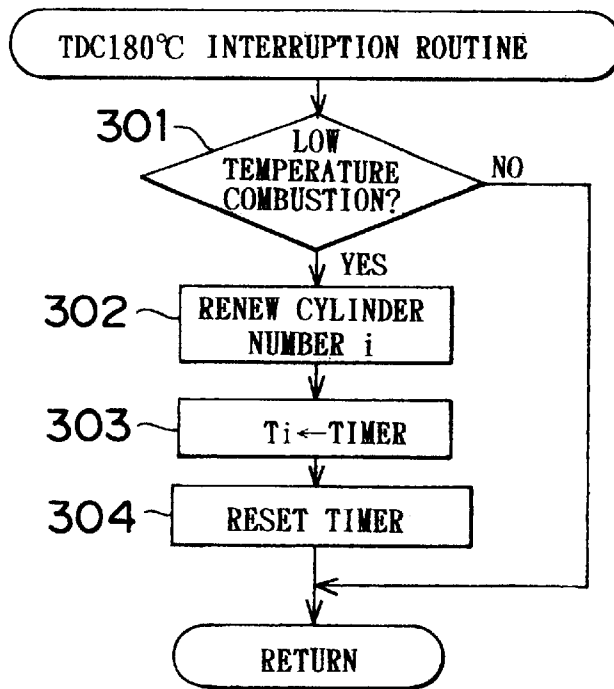 TDC180℃ INTERRUPTION ROUTINE
301
LOW
TEMPERATURE
COMBUSTION?
NO
YES
302
RENEW CYLINDER
NUMBER i
303
Ti←TIMER
304
RESET TIMER
RETURN